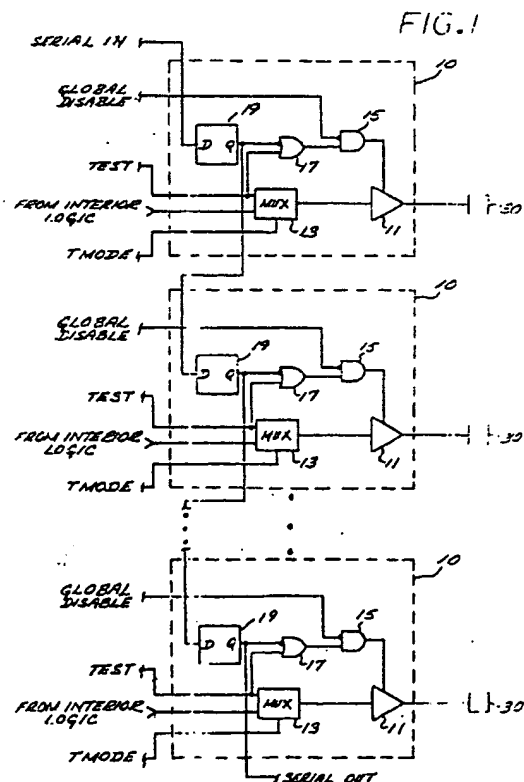 FIG. 1
SERIAL IN
10
GLOBAL DISABLE
19
15
D Q
17
TEST
FROM INTERIOR LOGIC
MUX
30
TMODE
13
11
10
GLOBAL DISABLE
19
15
D Q
17
TEST
FROM INTERIOR LOGIC
MUX
30
TMODE
13
11
10
GLOBAL DISABLE
19
15
D Q
17
TEST
FROM INTERIOR LOGIC
MUX
30
TMODE
13
11
SERIAL OUT